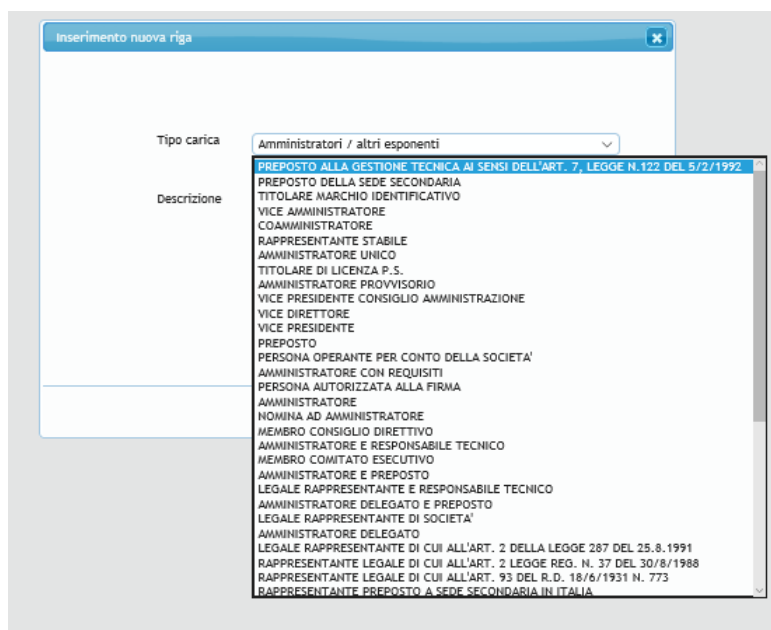 Inserimento nuova riga
Tipo carica
Amministratori / altri esponenti
Descrizione
PREPOSTO ALLA GESTIONE TECNICA AI SENSI DELL'ART. 7, LEGGE N.122 DEL 5/2/1992
PREPOSTO DELLA SEDE SECONDARIA
TITOLARE MARCHIO IDENTIFICATIVO
VICE AMMINISTRATORE
COAMMINISTRATORE
RAPPRESENTANTE STABILE
AMMINISTRATORE UNICO
TITOLARE DI LICENZA P.S.
AMMINISTRATORE PROVVISORIO
VICE PRESIDENTE CONSIGLIO AMMINISTRAZIONE
VICE DIRETTORE
VICE PRESIDENTE
PREPOSTO
PERSONA OPERANTE PER CONTO DELLA SOCIETA'
AMMINISTRATORE CON REQUISITI
PERSONA AUTORIZZATA ALLA FIRMA
AMMINISTRATORE
NOMINA AD AMMINISTRATORE
MEMBRO CONSIGLIO DIRETTIVO
AMMINISTRATORE E RESPONSABILE TECNICO
MEMBRO COMITATO ESECUTIVO
AMMINISTRATORE E PREPOSTO
LEGALE RAPPRESENTANTE E RESPONSABILE TECNICO
AMMINISTRATORE DELEGATO E PREPOSTO
LEGALE RAPPRESENTANTE DI SOCIETA'
AMMINISTRATORE DELEGATO
LEGALE RAPPRESENTANTE DI CUI ALL'ART. 2 DELLA LEGGE 287 DEL 25.8.1991
RAPPRESENTANTE LEGALE DI CUI ALL'ART. 2 LEGGE REG. N. 37 DEL 30/8/1988
RAPPRESENTANTE LEGALE DI CUI ALL'ART. 93 DEL R.D. 18/6/1931 N. 773
RAPPRESENTANTE PREPOSTO A SEDE SECONDARIA IN ITALIA